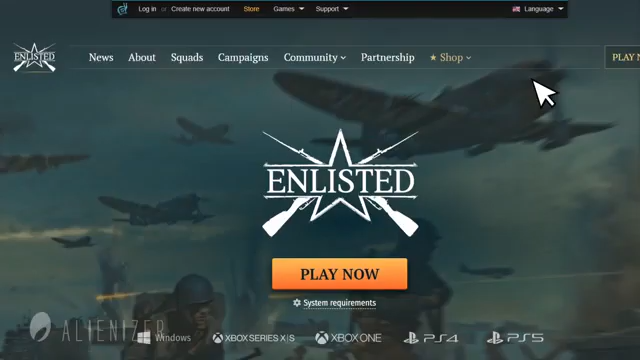 Log in or Create new account Store Games Support Language
ENLISTED News About Squads Campaigns Community Partnership ★ Shop PLAY N
ENLISTED
PLAY NOW
System requirements
ALIENIZER Windows XBOX SERIES X|S XBOX ONE PS4 PS5